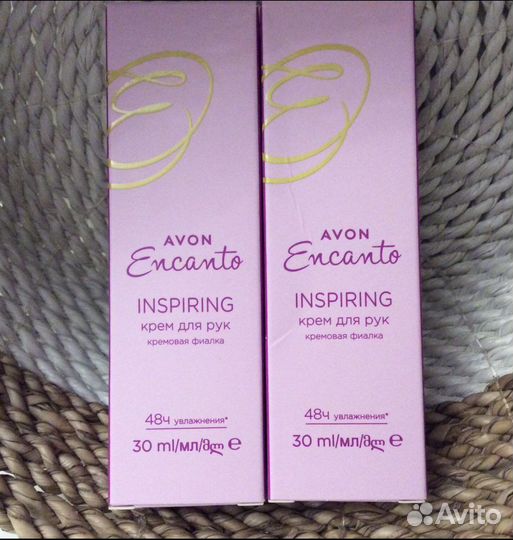 AVON
Encanto
INSPIRING
крем для рук
кремовая фиалка
48ч увлажнения*
30 ml/мл/მლ e
AVON
Encanto
INSPIRING
крем для рук
кремовая фиалка
48ч увлажнения*
30 ml/мл/მლ e
Avito